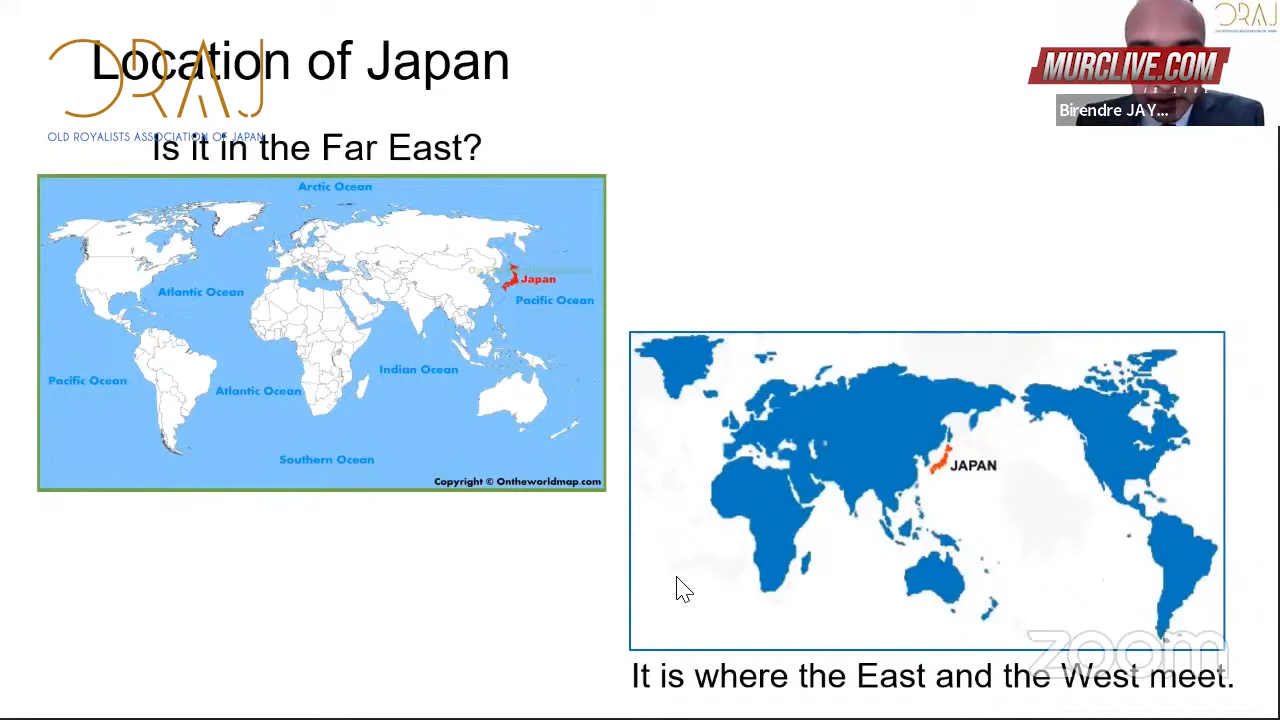 Location of Japan
ORAJ
OLD ROYALISTS ASSOCIATION OF JAPAN
Is it in the Far East?
Arctic Ocean
Atlantic Ocean
Japan
Pacific Ocean
Pacific Ocean
Atlantic Ocean
Indian Ocean
Southern Ocean
Copyright © Ontheworldmap.com
ORAJ
MURCLIVE.COM
IS LIVE
Birendre JAY...
JAPAN
zoom
It is where the East and the West meet.